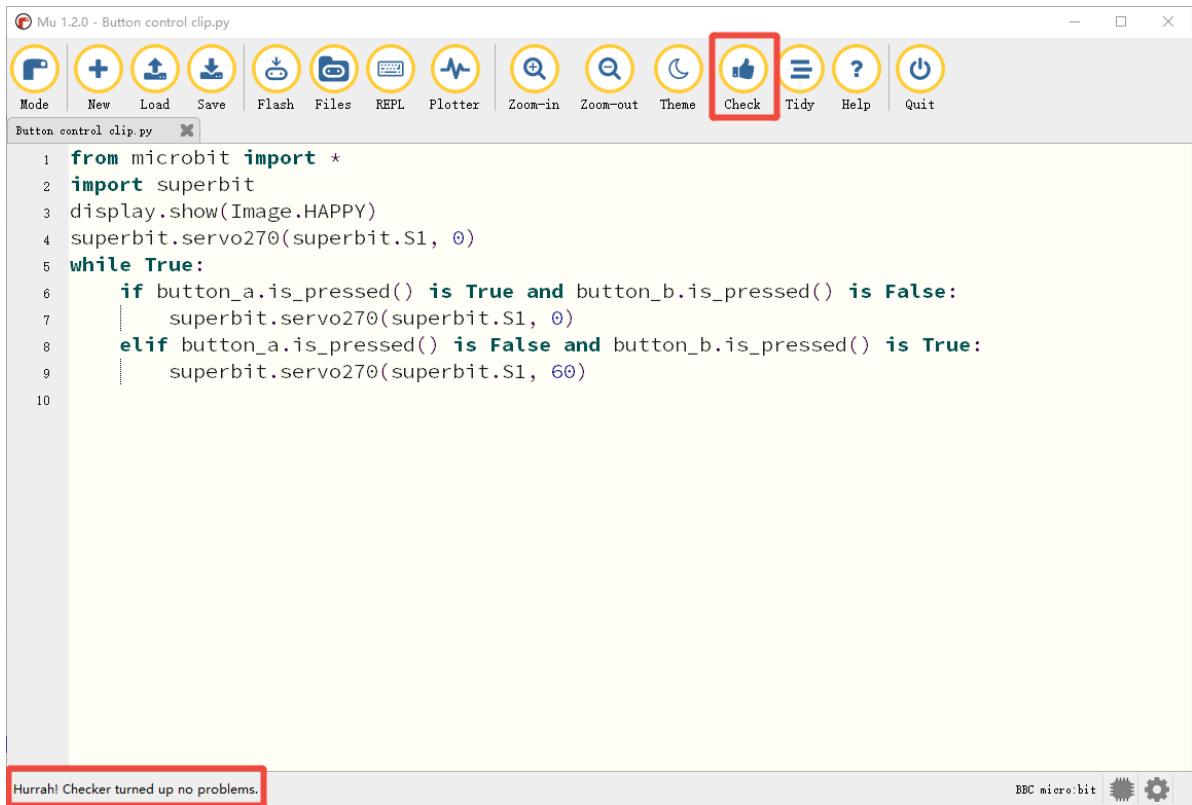 Mu 1.2.0 - Button control clip.py
Mode New Load Save Flash Files REPL Plotter Zoom-in Zoom-out Theme Check Tidy Help Quit
Button control clip.py
1 from microbit import *
2 import superbit
3 display.show(Image.HAPPY)
4 superbit.servo270(superbit.S1, 0)
5 while True:
6     if button_a.is_pressed() is True and button_b.is_pressed() is False:
7         superbit.servo270(superbit.S1, 0)
8     elif button_a.is_pressed() is False and button_b.is_pressed() is True:
9         superbit.servo270(superbit.S1, 60)
10
Hurrah! Checker turned up no problems. BBC micro:bit